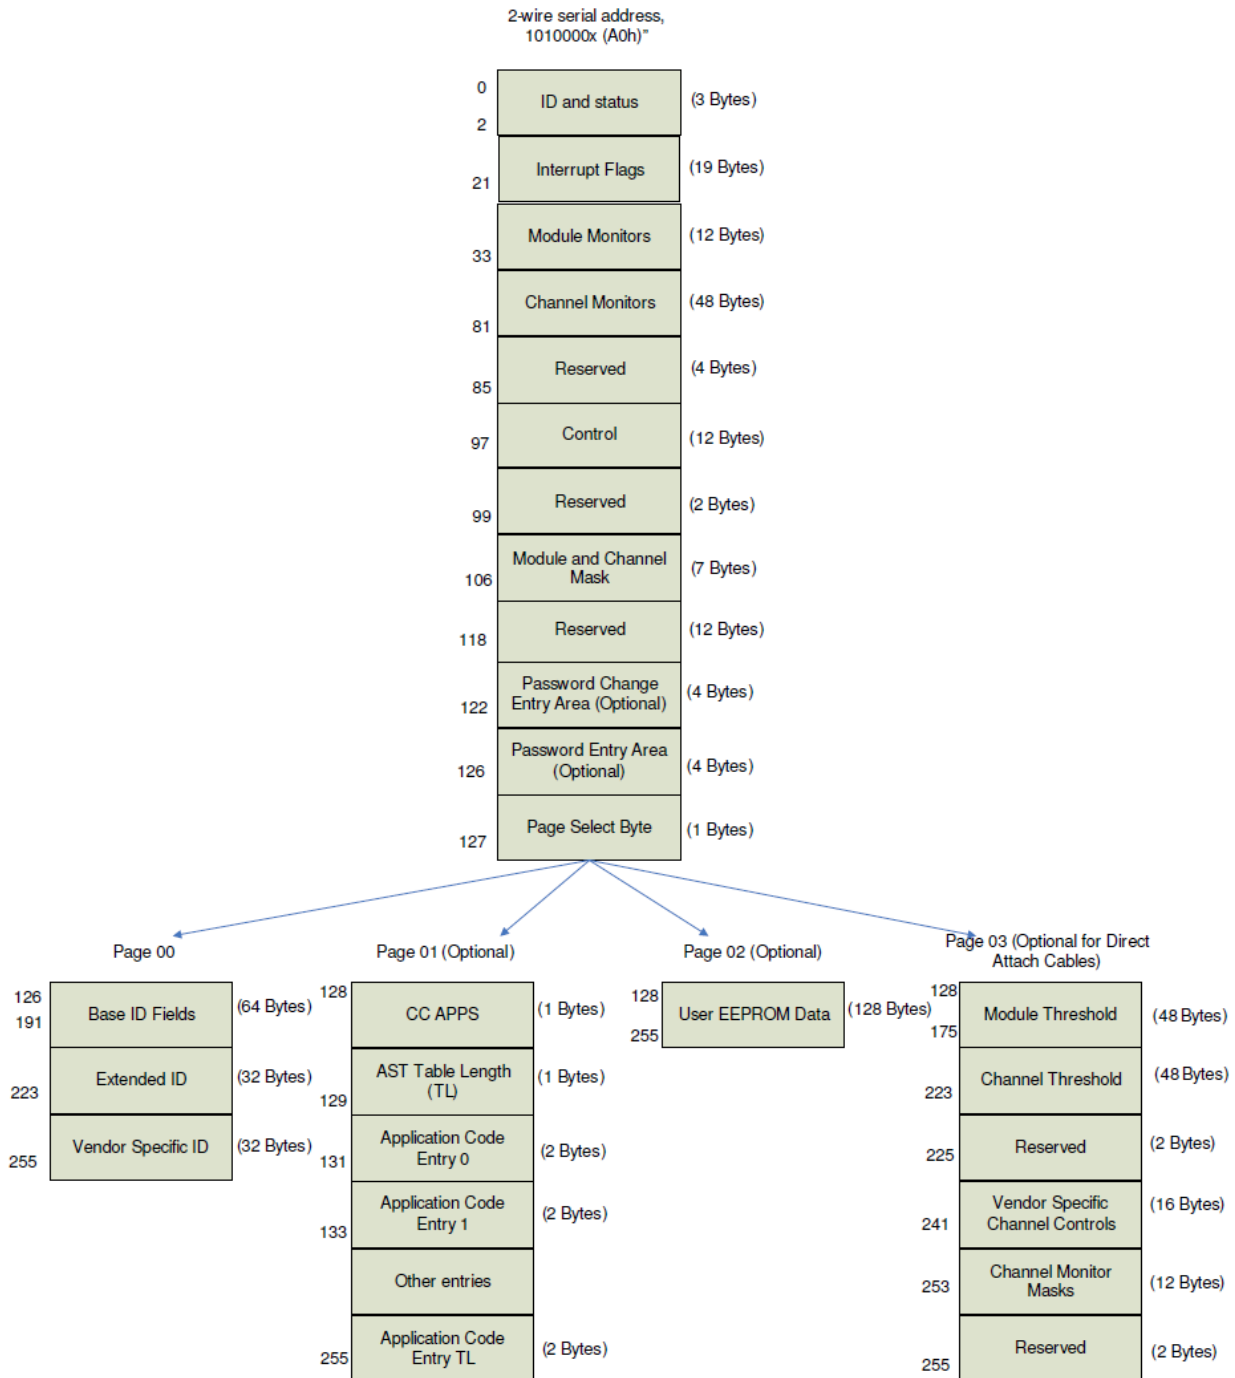 2-wire serial address,
1010000x (A0h)”
0
ID and status
(3 Bytes)
2
Interrupt Flags
(19 Bytes)
21
Module Monitors
(12 Bytes)
33
Channel Monitors
(48 Bytes)
81
Reserved
(4 Bytes)
85
Control
(12 Bytes)
97
Reserved
(2 Bytes)
99
Module and Channel
Mask
(7 Bytes)
106
Reserved
(12 Bytes)
118
Password Change
Entry Area (Optional)
(4 Bytes)
122
Password Entry Area
(Optional)
(4 Bytes)
126
Page Select Byte
(1 Bytes)
127
Page 00
126
191
Base ID Fields
(64 Bytes)
Extended ID
(32 Bytes)
223
Vendor Specific ID
(32 Bytes)
255
Page 01 (Optional)
128
CC APPS
(1 Bytes)
AST Table Length
(TL)
(1 Bytes)
129
Application Code
Entry 0
(2 Bytes)
131
Application Code
Entry 1
(2 Bytes)
133
Other entries
Application Code
Entry TL
(2 Bytes)
255
Page 02 (Optional)
128
User EEPROM Data
(128 Bytes)
255
Page 03 (Optional for Direct
Attach Cables)
128
Module Threshold
(48 Bytes)
175
Channel Threshold
(48 Bytes)
223
Reserved
(2 Bytes)
225
Vendor Specific
Channel Controls
(16 Bytes)
241
Channel Monitor
Masks
(12 Bytes)
253
Reserved
(2 Bytes)
255